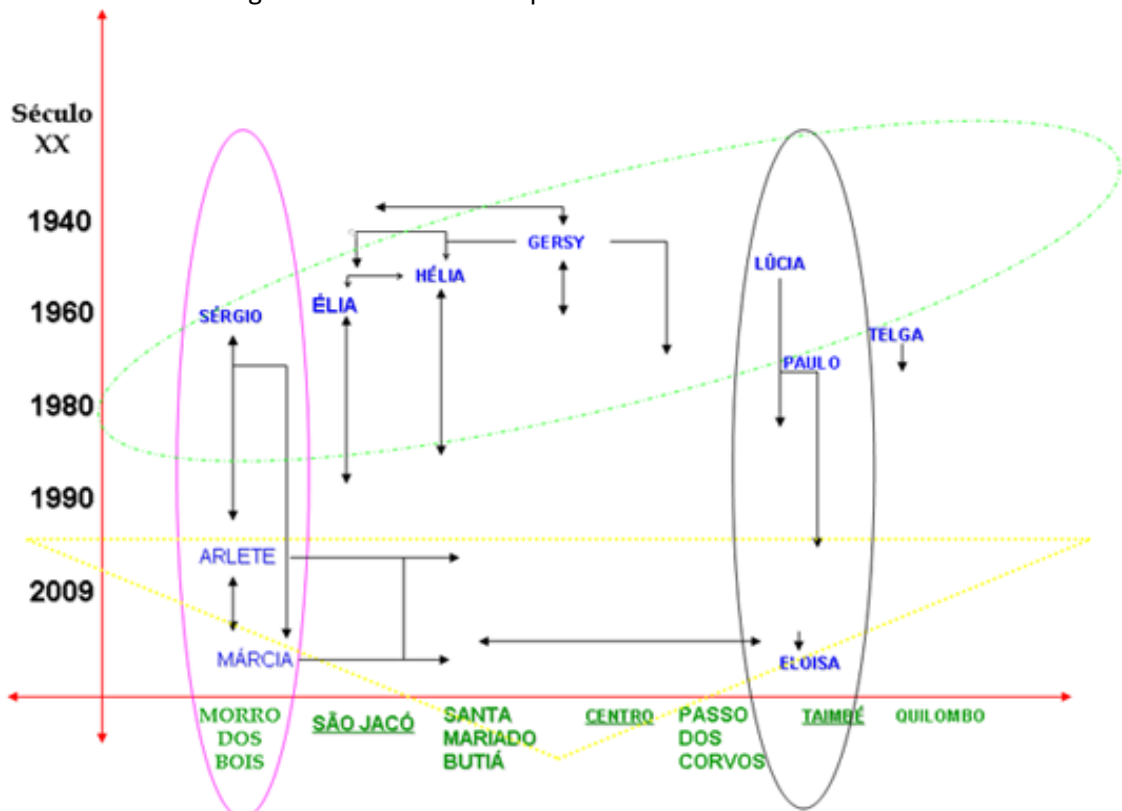 Século
XX
1940
GERSY
LÚCIA
HÉLIA
ÉLIA
1960
SÉRGIO
TELGA
PAULO
1980
1990
ARLETE
2009
MÁRCIA
ELOISA
MORRO
DOS
BOIS
SÃO JACÓ
SANTA
MARIADO
BUTIÁ
CENTRO
PASSO
DOS
CORVOS
TAIMBÉ
QUILOMBO